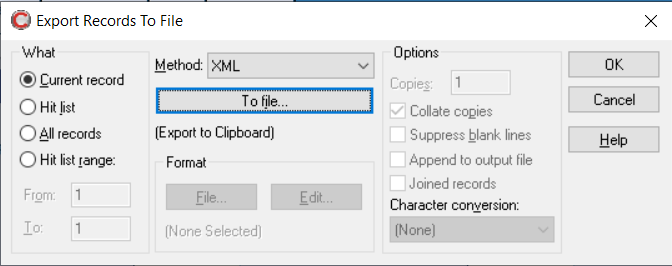 Export Records To File
What
Current record
Hit list
All records
Hit list range:
From: 1
To: 1
Method: XML
To file...
(Export to Clipboard)
Format
File...
Edit...
(None Selected)
Options
Copies: 1
Collate copies
Suppress blank lines
Append to output file
Joined records
Character conversion:
(None)
OK
Cancel
Help